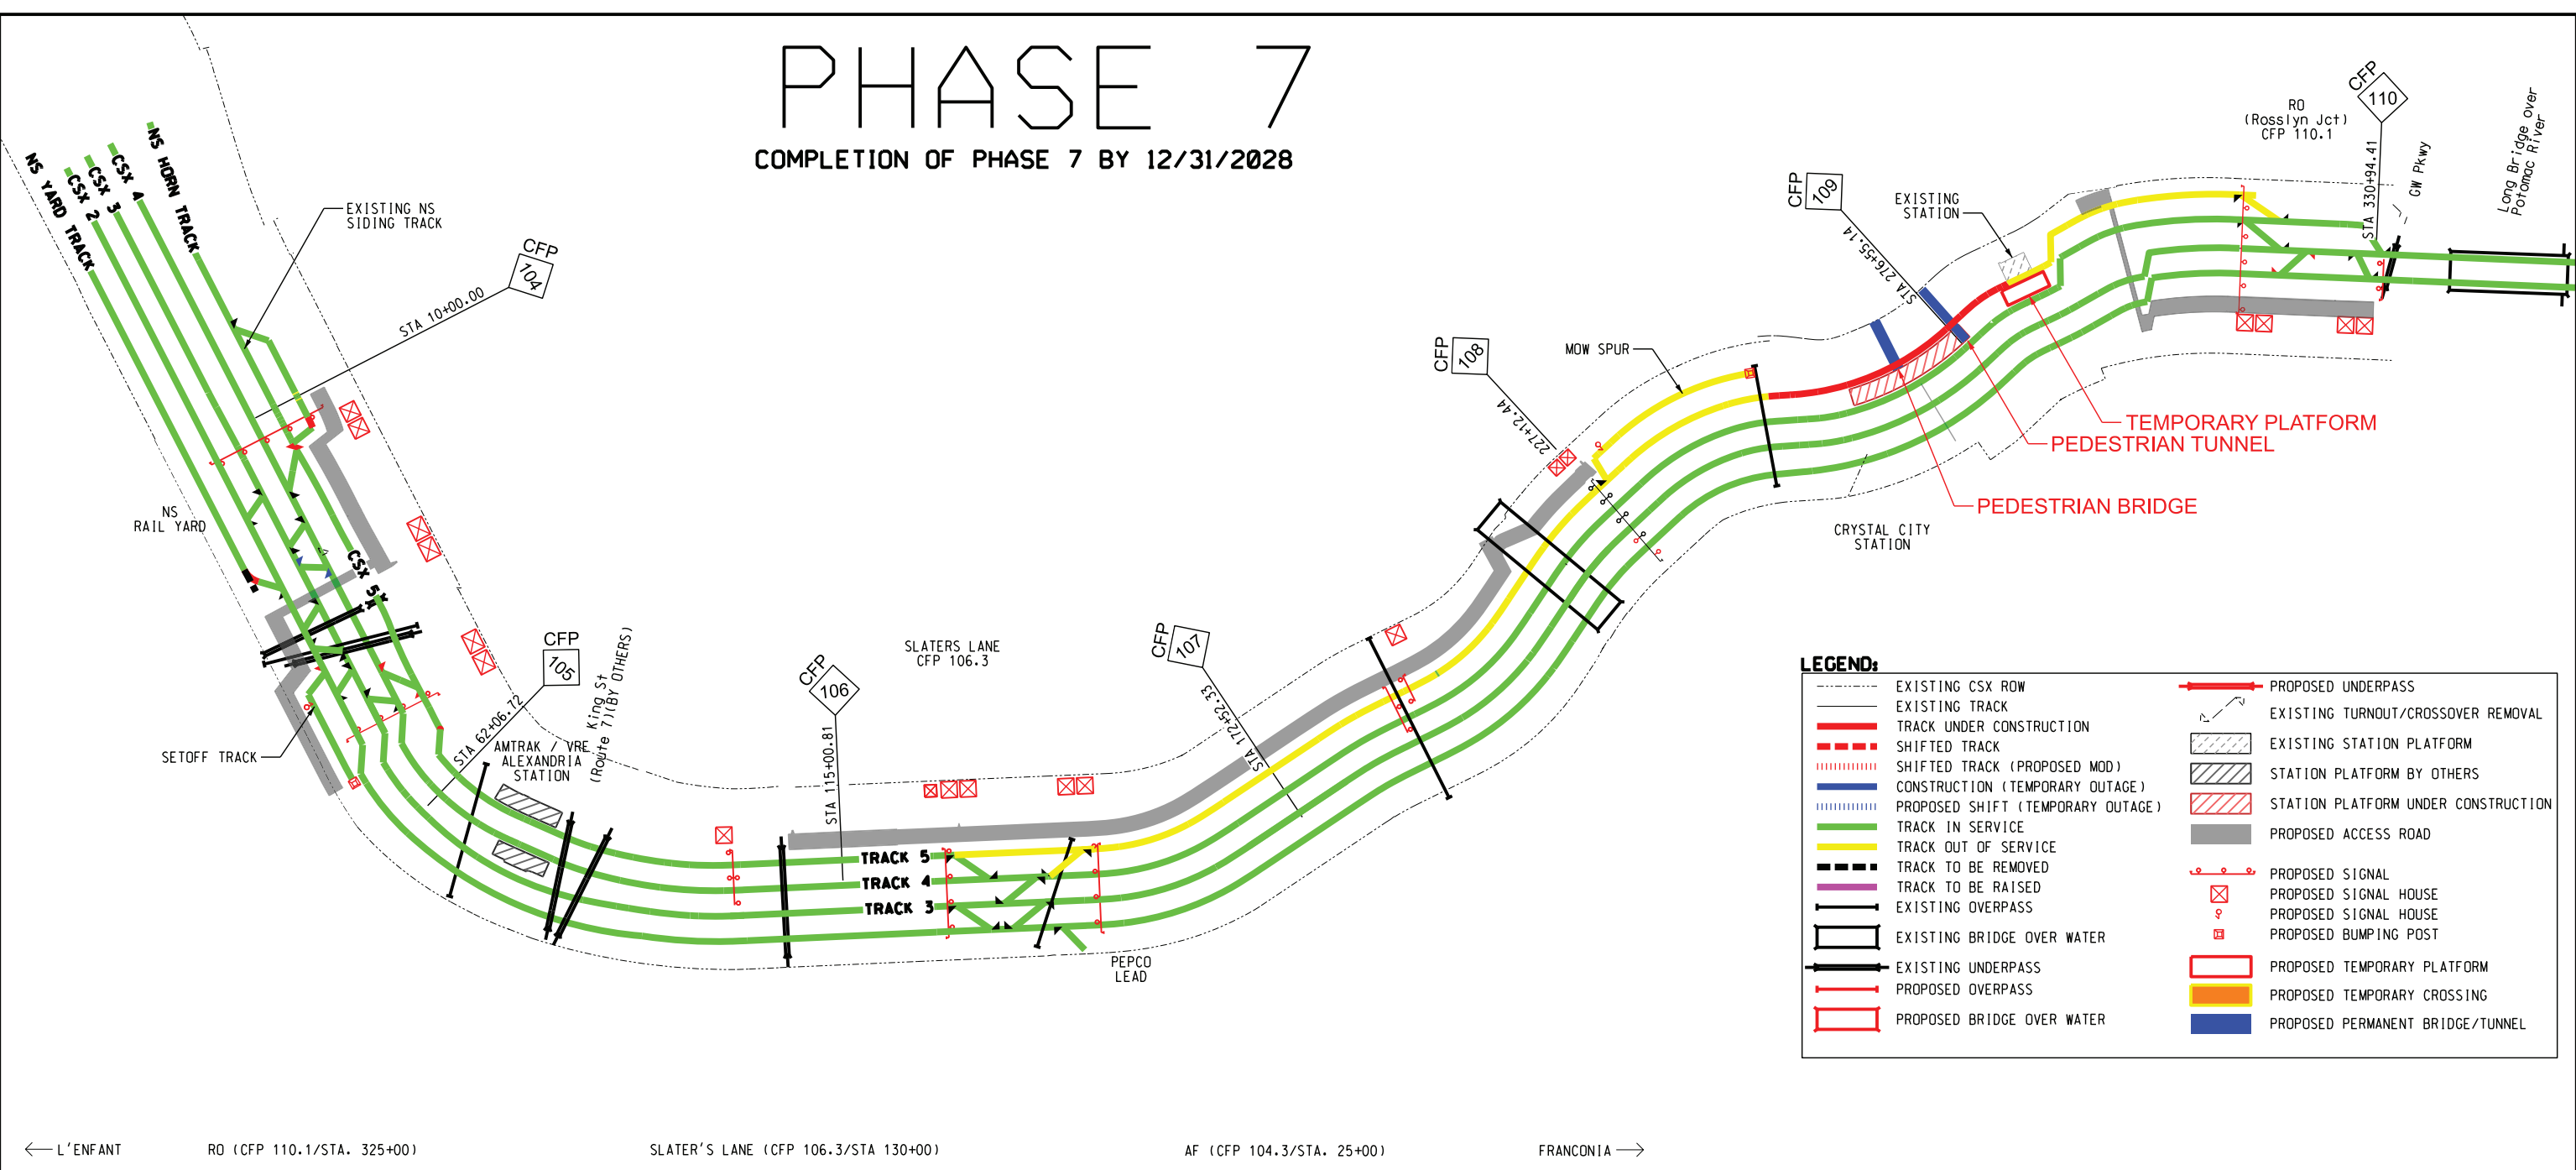 PHASE 7
COMPLETION OF PHASE 7 BY 12/31/2028
NS YARD TRACK
CSX 2
CSX 3
CSX 4
NS HORN TRACK
EXISTING NS
SIDING TRACK
CFP
104
STA 10+00.00
NS
RAIL YARD
CSX 5
SETOFF TRACK
CFP
105
STA 62+06.72
AMTRAK / VRE
ALEXANDRIA
STATION
(Route 7)(BY OTHERS)
King St
CFP
106
STA 115+00.81
SLATERS LANE
CFP 106.3
TRACK 5
TRACK 4
TRACK 3
PEPCO
LEAD
CFP
107
STA 172+52.33
CFP
108
227+12.44
MOW SPUR
CFP
109
STA 276+55.14
EXISTING
STATION
CRYSTAL CITY
STATION
TEMPORARY PLATFORM
PEDESTRIAN TUNNEL
PEDESTRIAN BRIDGE
RO
(Rosslyn Jct)
CFP 110.1
CFP
110
STA 330+94.41
GW Pkwy
Long Bridge over
Potomac River
LEGEND:
EXISTING CSX ROW
EXISTING TRACK
TRACK UNDER CONSTRUCTION
SHIFTED TRACK
SHIFTED TRACK (PROPOSED MOD)
CONSTRUCTION (TEMPORARY OUTAGE)
PROPOSED SHIFT (TEMPORARY OUTAGE)
TRACK IN SERVICE
TRACK OUT OF SERVICE
TRACK TO BE REMOVED
TRACK TO BE RAISED
EXISTING OVERPASS
EXISTING BRIDGE OVER WATER
EXISTING UNDERPASS
PROPOSED OVERPASS
PROPOSED BRIDGE OVER WATER
PROPOSED UNDERPASS
EXISTING TURNOUT/CROSSOVER REMOVAL
EXISTING STATION PLATFORM
STATION PLATFORM BY OTHERS
STATION PLATFORM UNDER CONSTRUCTION
PROPOSED ACCESS ROAD
PROPOSED SIGNAL
PROPOSED SIGNAL HOUSE
PROPOSED SIGNAL HOUSE
PROPOSED BUMPING POST
PROPOSED TEMPORARY PLATFORM
PROPOSED TEMPORARY CROSSING
PROPOSED PERMANENT BRIDGE/TUNNEL
← L'ENFANT
RO (CFP 110.1/STA. 325+00)
SLATER'S LANE (CFP 106.3/STA 130+00)
AF (CFP 104.3/STA. 25+00)
FRANCONIA →